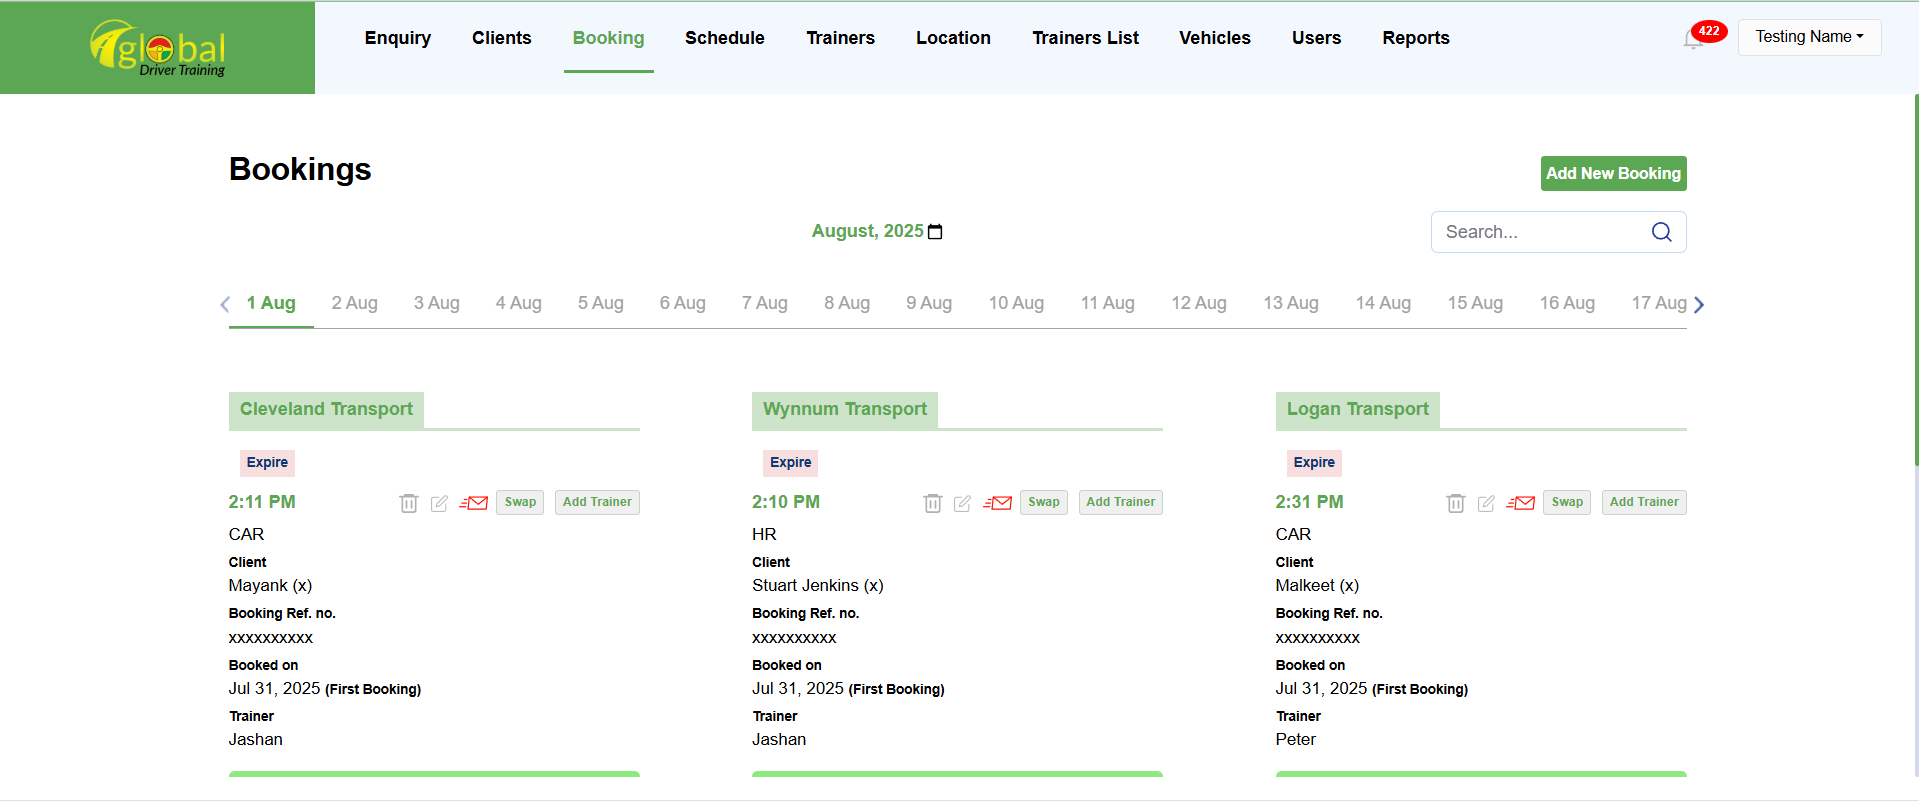 global
Driver Training
Enquiry Clients Booking Schedule Trainers Location Trainers List Vehicles Users Reports
422
Testing Name
Bookings
Add New Booking
August, 2025
Search...
1 Aug 2 Aug 3 Aug 4 Aug 5 Aug 6 Aug 7 Aug 8 Aug 9 Aug 10 Aug 11 Aug 12 Aug 13 Aug 14 Aug 15 Aug 16 Aug 17 Aug
Cleveland Transport
Expire
2:11 PM Swap Add Trainer
CAR
Client
Mayank (x)
Booking Ref. no.
xxxxxxxxxx
Booked on
Jul 31, 2025 (First Booking)
Trainer
Jashan
Wynnum Transport
Expire
2:10 PM Swap Add Trainer
HR
Client
Stuart Jenkins (x)
Booking Ref. no.
xxxxxxxxxx
Booked on
Jul 31, 2025 (First Booking)
Trainer
Jashan
Logan Transport
Expire
2:31 PM Swap Add Trainer
CAR
Client
Malkeet (x)
Booking Ref. no.
xxxxxxxxxx
Booked on
Jul 31, 2025 (First Booking)
Trainer
Peter